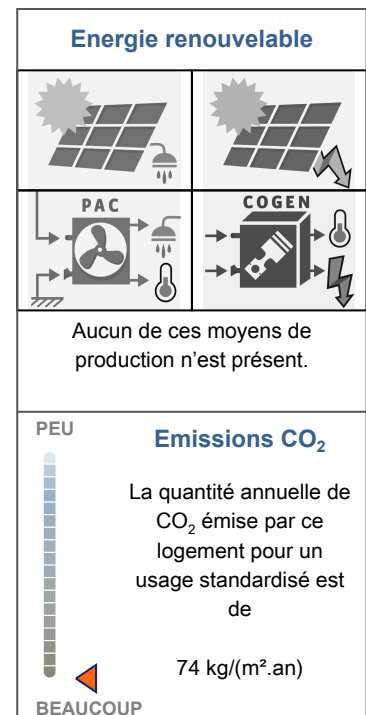 Energie renouvelable
PAC
COGEN
Aucun de ces moyens de
production n’est présent.
PEU
Emissions CO₂
La quantité annuelle de
CO₂ émise par ce
logement pour un
usage standardisé est
de
74 kg/(m².an)
BEAUCOUP